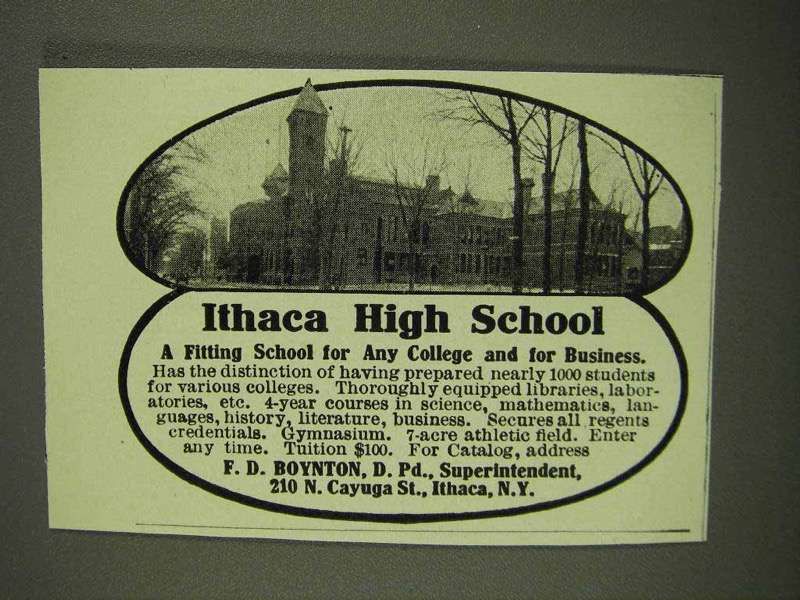 Ithaca High School
A Fitting School for Any College and for Business.
Has the distinction of having prepared nearly 1000 students
for various colleges. Thoroughly equipped libraries, labor-
atories, etc. 4-year courses in science, mathematics, lan-
guages, history, literature, business. Secures all regents
credentials. Gymnasium. 7-acre athletic field. Enter
any time. Tuition $100. For Catalog, address
F. D. BOYNTON, D. Pd., Superintendent,
210 N. Cayuga St., Ithaca, N.Y.